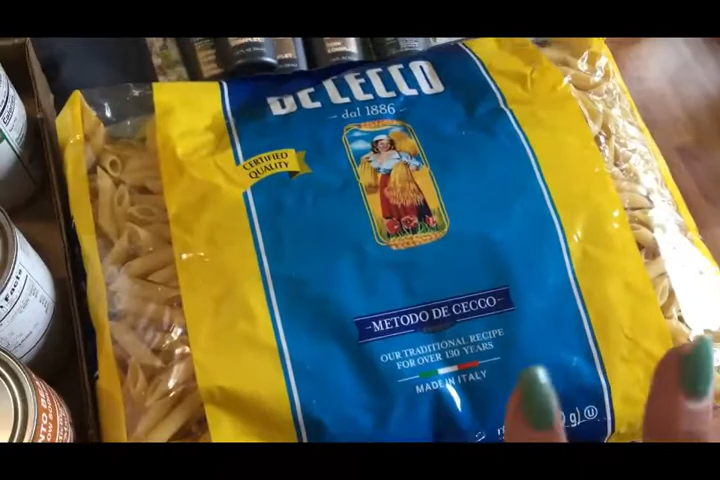 DE CECCO
dal 1886
CERTIFIED
QUALITY
METODO DE CECCO
OUR TRADITIONAL RECIPE
FOR OVER 130 YEARS
MADE IN ITALY
Facts